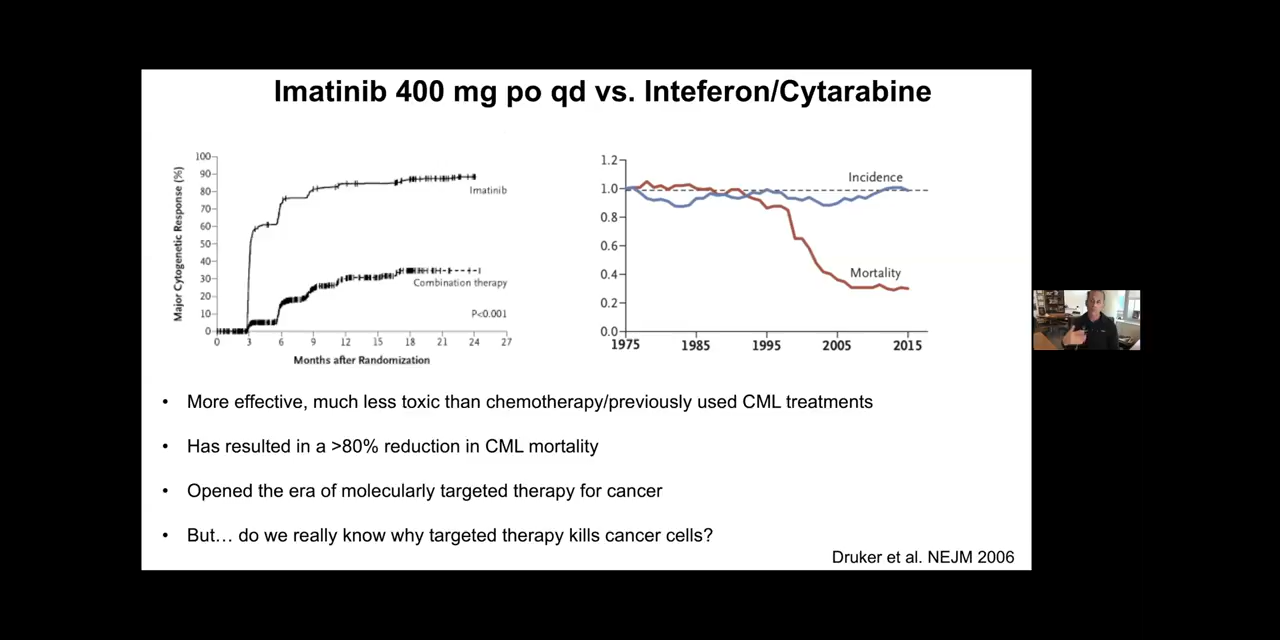 Imatinib 400 mg po qd vs. Inteferon/Cytarabine
100
90
80
70
60
50
40
30
20
10
0
Major Cytogenetic Response (%)
Imatinib
Combination therapy
P<0.001
0 3 6 9 12 15 18 21 24 27
Months after Randomization
1.2
1.0
0.8
0.6
0.4
0.2
0.0
Incidence
Mortality
1975 1985 1995 2005 2015
• More effective, much less toxic than chemotherapy/previously used CML treatments
• Has resulted in a >80% reduction in CML mortality
• Opened the era of molecularly targeted therapy for cancer
• But… do we really know why targeted therapy kills cancer cells?
Druker et al. NEJM 2006